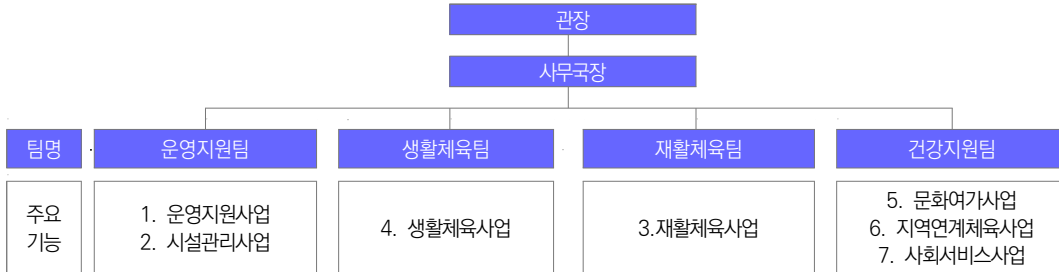 관장
사무국장
팀명 운영지원팀 생활체육팀 재활체육팀 건강지원팀
주요
기능
1. 운영지원사업
2. 시설관리사업
4. 생활체육사업
3.재활체육사업
5. 문화여가사업
6. 지역연계체육사업
7. 사회서비스사업